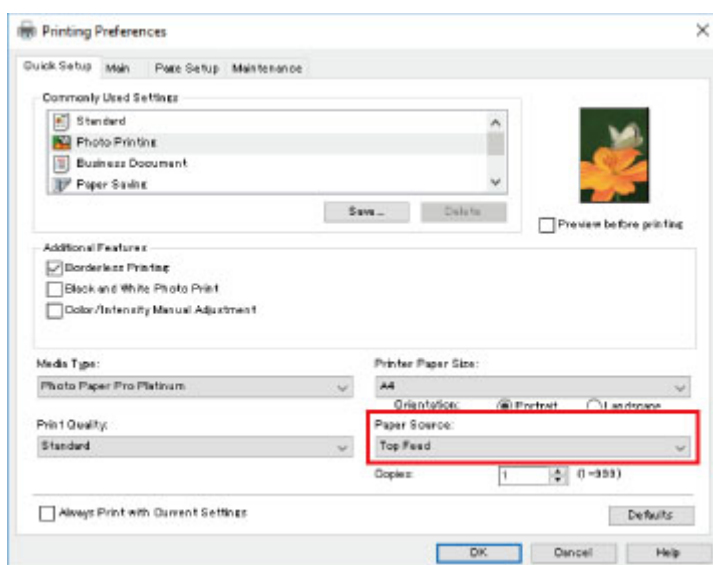 Printing Preferences
Quick Setup Main Page Setup Maintenance
Commonly Used Settings
Standard
Photo Printing
Business Document
Paper Saving
Save...
Delete
Preview before printing
Additional Features
Borderless Printing
Black and White Photo Print
Color/Intensity Manual Adjustment
Media Type:
Photo Paper Pro Platinum
Printer Paper Size:
A4
Orientation: Portrait Landscape
Print Quality:
Standard
Paper Source:
Top Feed
Copies: 1 (1-999)
Always Print with Current Settings
Defaults
OK Cancel Help